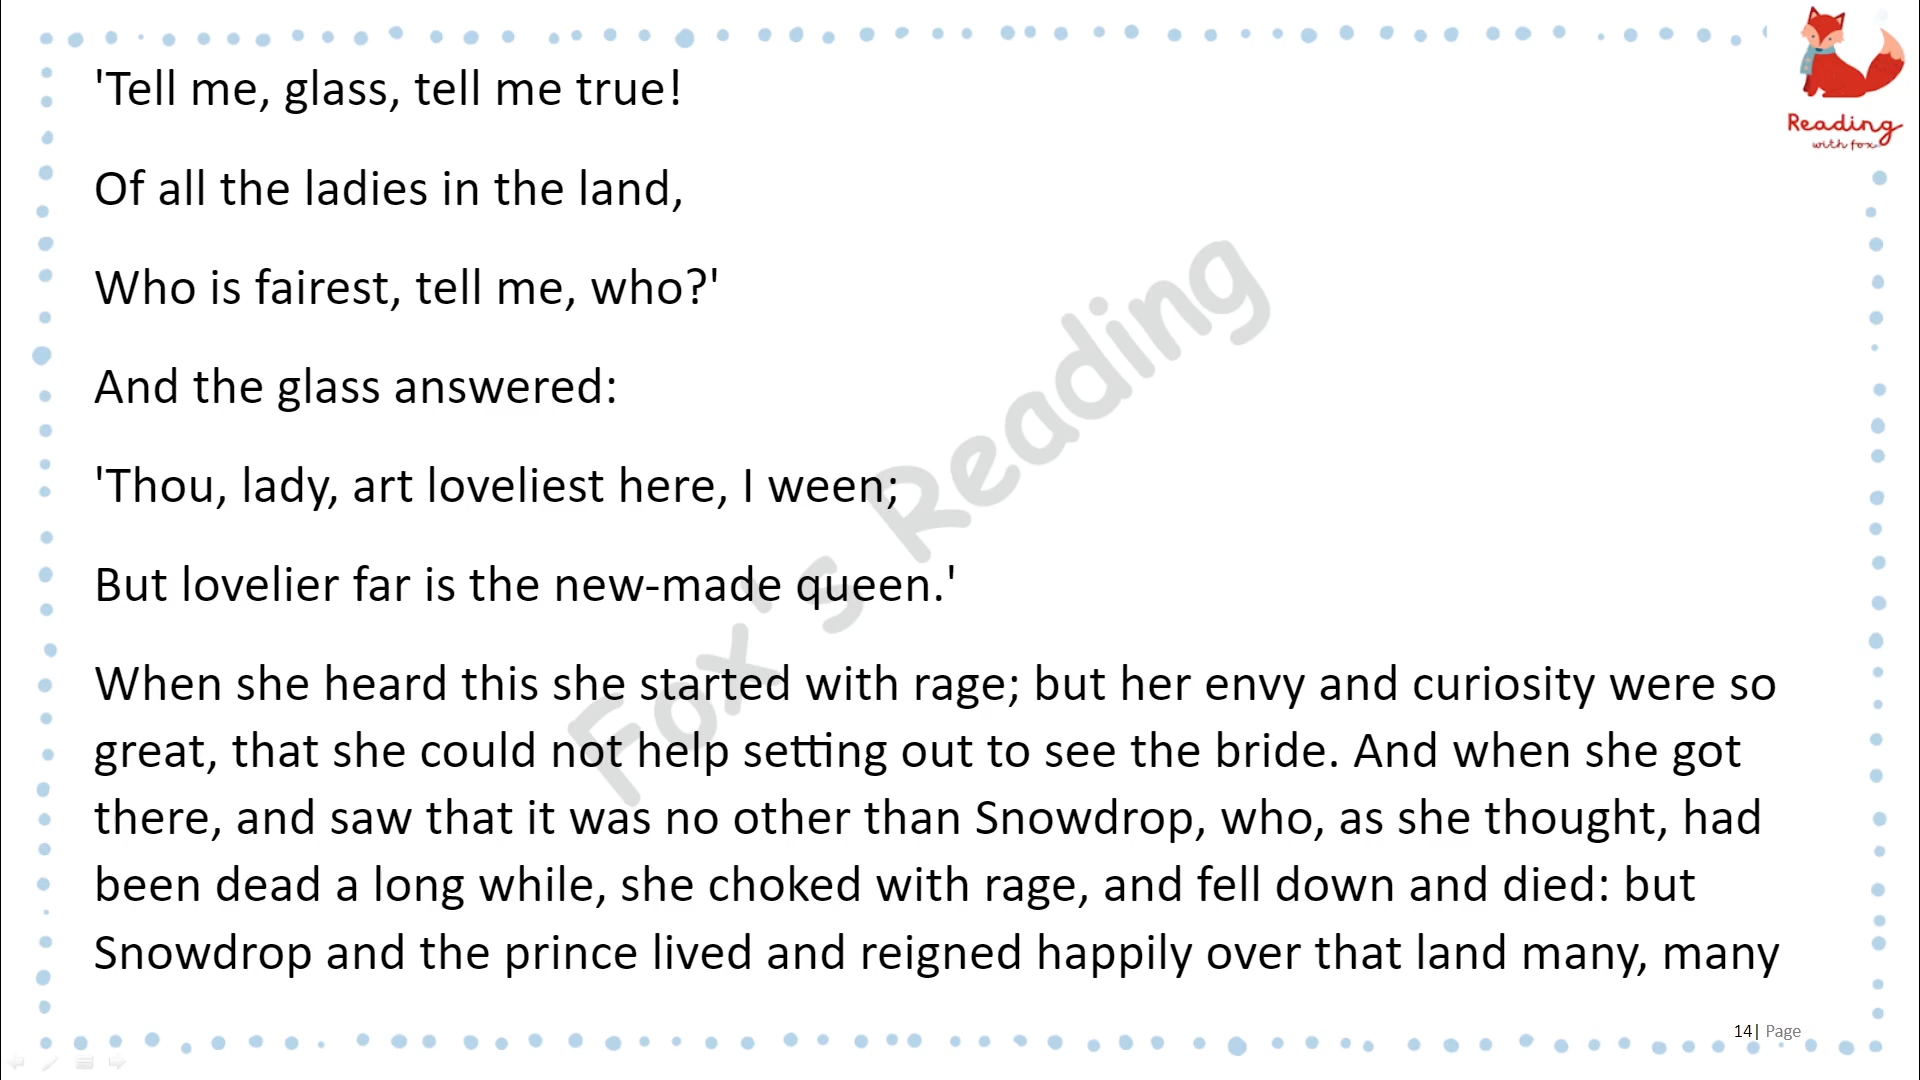 'Tell me, glass, tell me true!
Of all the ladies in the land,
Who is fairest, tell me, who?'
And the glass answered:
'Thou, lady, art loveliest here, I ween;
But lovelier far is the new-made queen.'
When she heard this she started with rage; but her envy and curiosity were so
great, that she could not help setting out to see the bride. And when she got
there, and saw that it was no other than Snowdrop, who, as she thought, had
been dead a long while, she choked with rage, and fell down and died: but
Snowdrop and the prince lived and reigned happily over that land many, many
14| Page
Reading
with fox
Fox's Reading